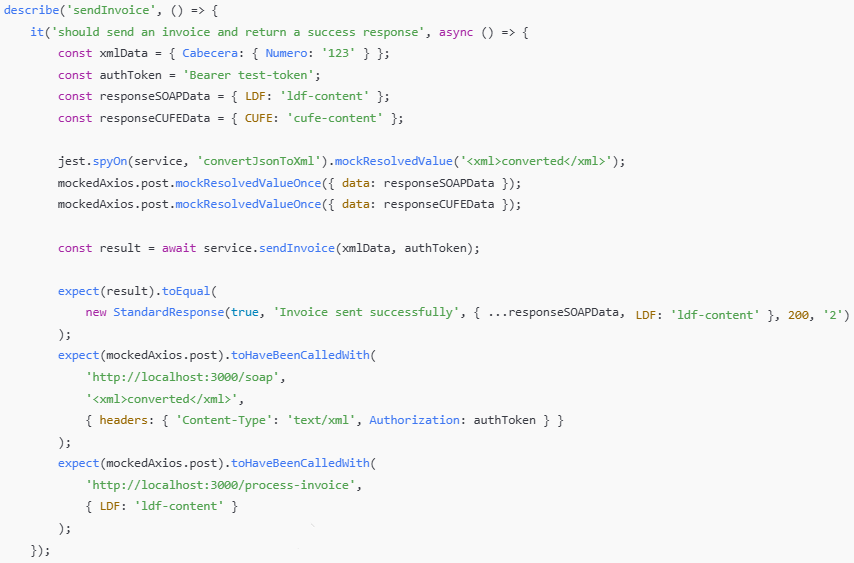 describe('sendInvoice', () => {
    it('should send an invoice and return a success response', async () => {
        const xmlData = { Cabecera: { Numero: '123' } };
        const authToken = 'Bearer test-token';
        const responseSOAPData = { LDF: 'ldf-content' };
        const responseCUFEData = { CUFE: 'cufe-content' };

        jest.spyOn(service, 'convertJsonToXml').mockResolvedValue('<xml>converted</xml>');
        mockedAxios.post.mockResolvedValueOnce({ data: responseSOAPData });
        mockedAxios.post.mockResolvedValueOnce({ data: responseCUFEData });

        const result = await service.sendInvoice(xmlData, authToken);

        expect(result).toEqual(
            new StandardResponse(true, 'Invoice sent successfully', { ...responseSOAPData, LDF: 'ldf-content' }, 200, '2')
        );
        expect(mockedAxios.post).toHaveBeenCalledWith(
            'http://localhost:3000/soap',
            '<xml>converted</xml>',
            { headers: { 'Content-Type': 'text/xml', Authorization: authToken } }
        );
        expect(mockedAxios.post).toHaveBeenCalledWith(
            'http://localhost:3000/process-invoice',
            { LDF: 'ldf-content' }
        );
    });